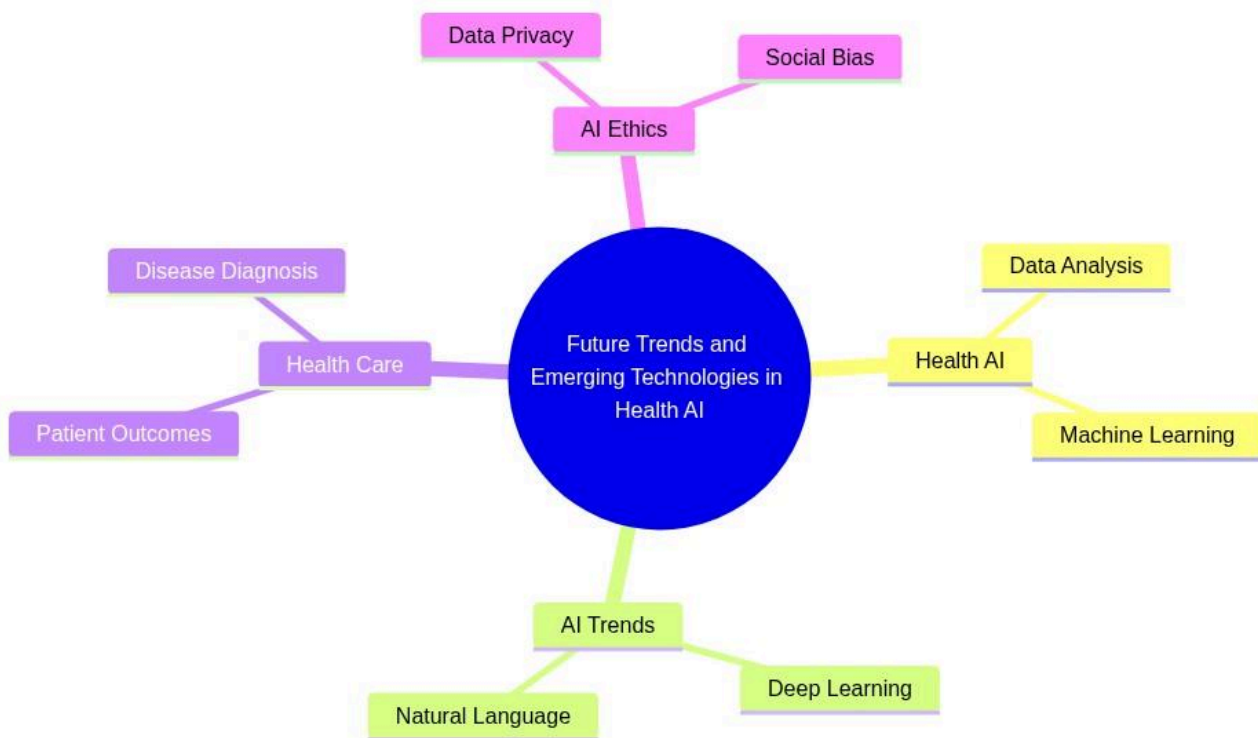 Data Privacy
Social Bias
AI Ethics
Disease Diagnosis
Health Care
Patient Outcomes
Future Trends and
Emerging Technologies in
Health AI
Data Analysis
Health AI
Machine Learning
AI Trends
Deep Learning
Natural Language